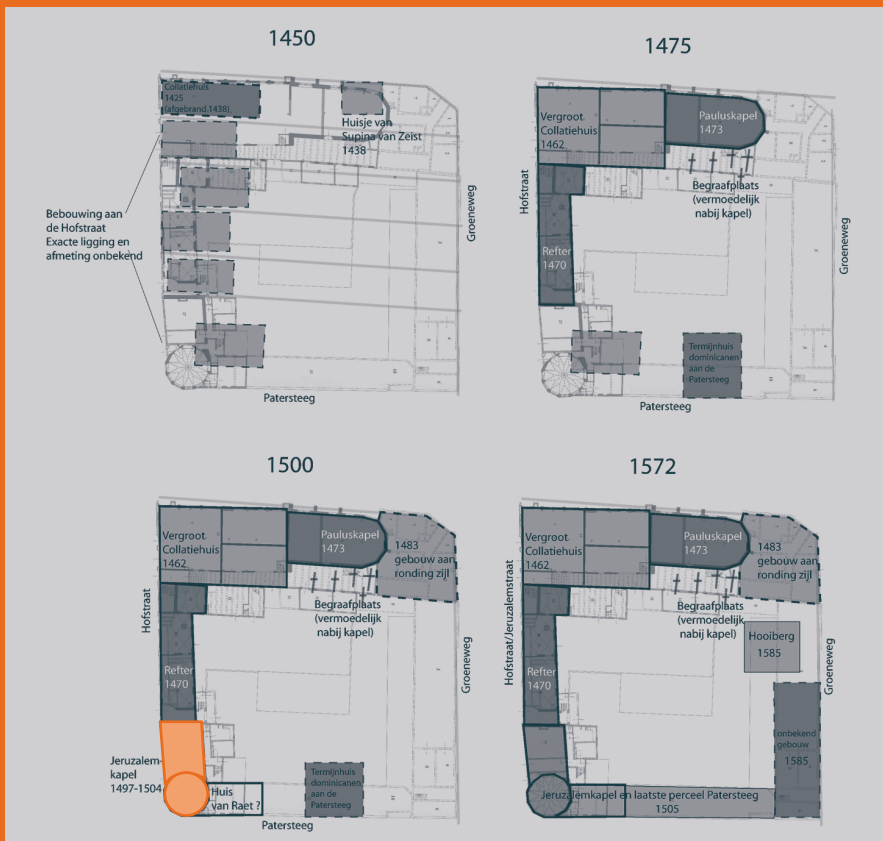 1450
Collatiehuis
1425
(afgebrand.1438)
Huisje van
Supina van Zeist
1438
Bebouwing aan
de Hofstraat
Exacte ligging en
afmeting onbekend
Groeneweg
Patersteeg
1475
Vergroot
Collatiehuis
1462
Pauluskapel
1473
Begraafplaats
(vermoedelijk
nabij kapel)
Hofstraat
Refter
1470
Groeneweg
Termijnhuis
dominicanen
aan de
Patersteeg
Patersteeg
1500
Vergroot
Collatiehuis
1462
Pauluskapel
1473
1483
gebouw aan
ronding zijl
Begraafplaats
(vermoedelijk
nabij kapel)
Hofstraat
Refter
1470
Groeneweg
Jeruzalem-
kapel
1497-1504
Huis
van Raet ?
Termijnhuis
dominicanen
aan de
Patersteeg
Patersteeg
1572
Vergroot
Collatiehuis
1462
Pauluskapel
1473
1483
gebouw aan
ronding zijl
Begraafplaats
(vermoedelijk
nabij kapel)
Hofstraat/Jeruzalemstraat
Hooiberg
1585
Refter
1470
Groeneweg
onbekend
gebouw
1585
Jeruzalemkapel en laatste perceel Patersteeg
1505